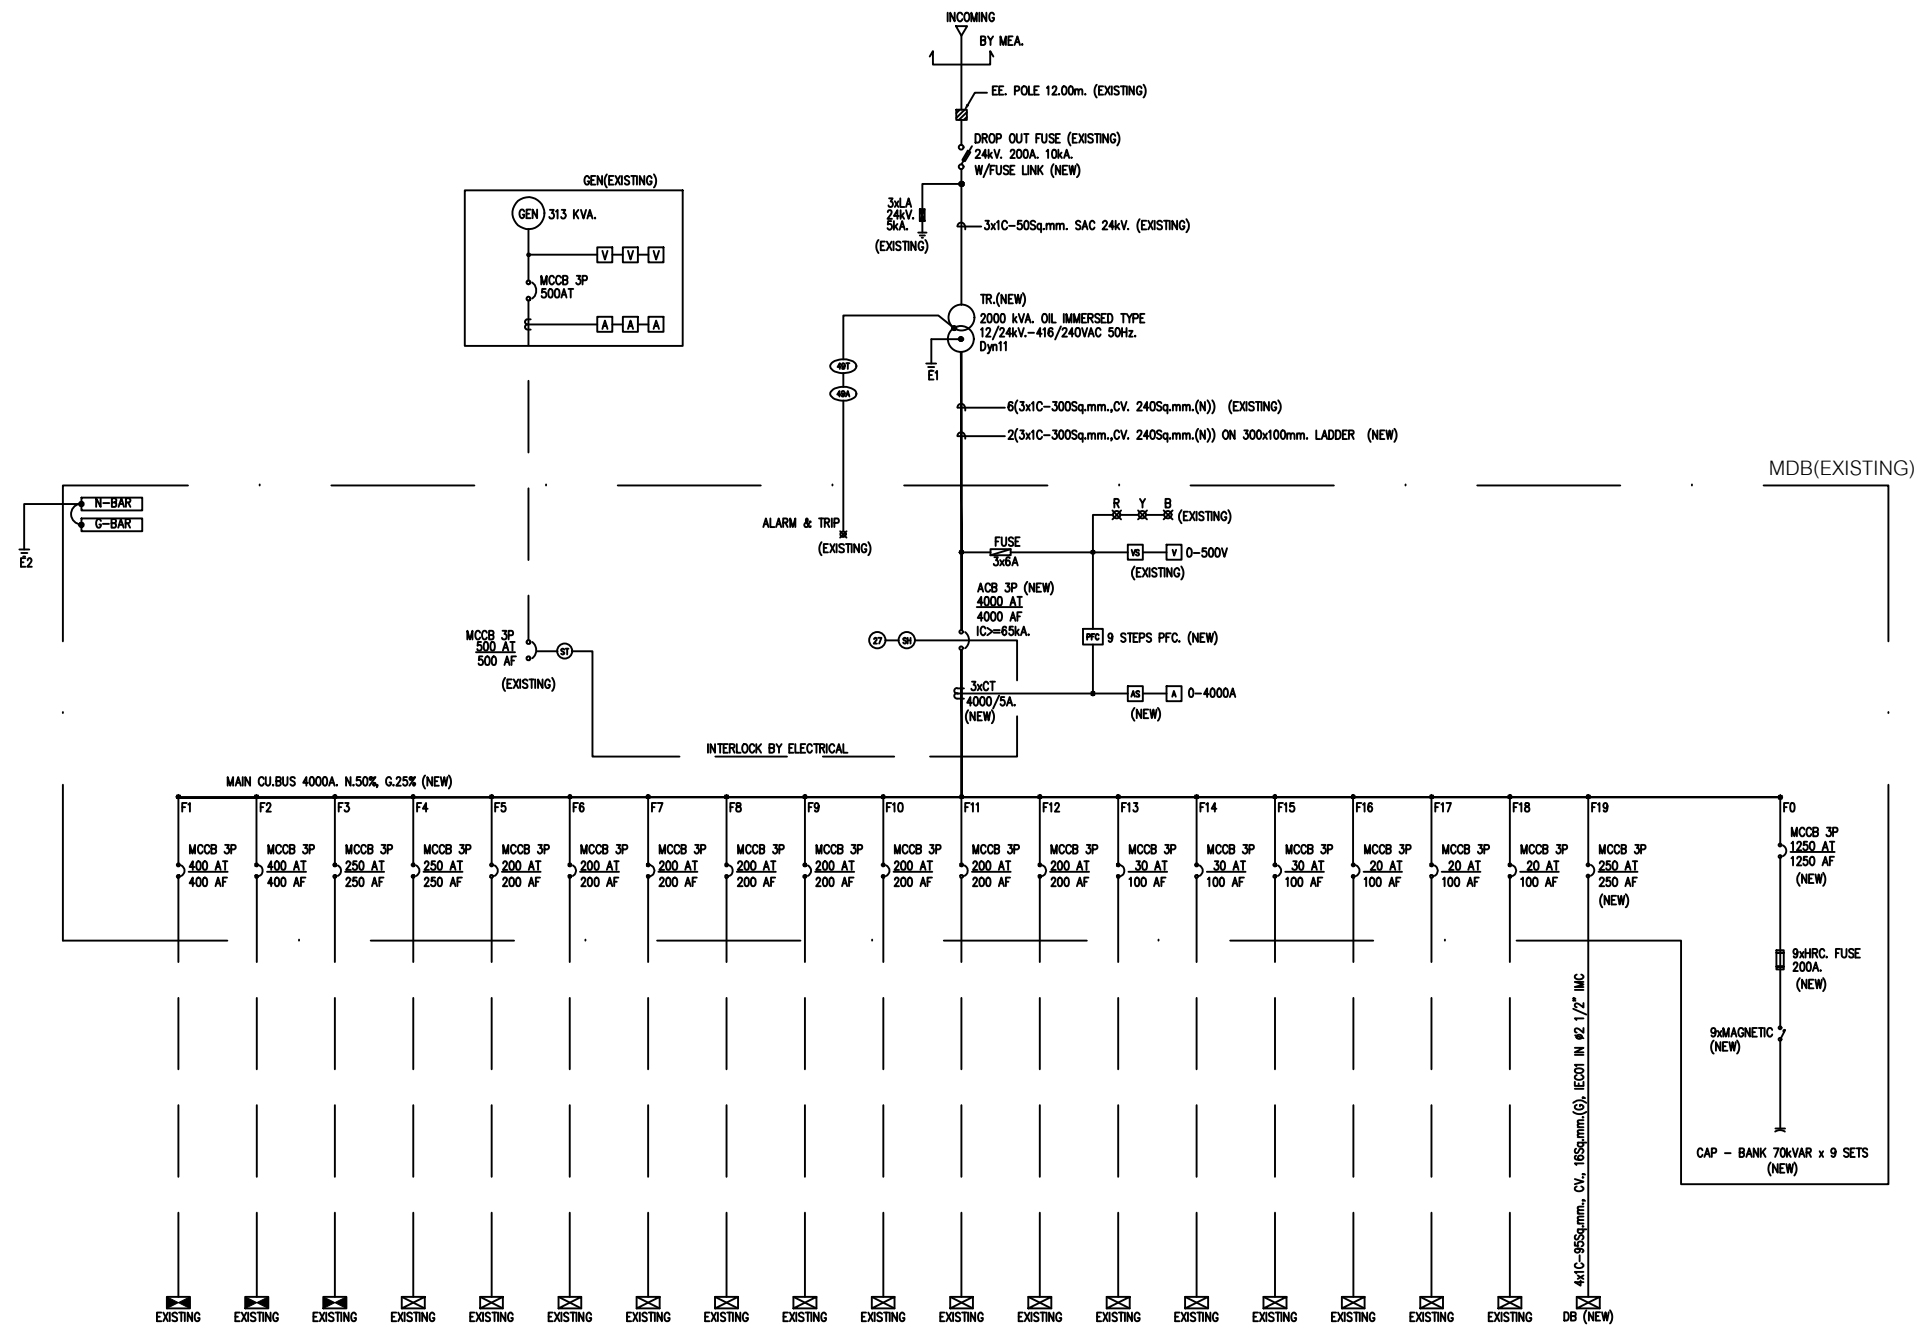 INCOMING
BY MEA.
EE. POLE 12.00m. (EXISTING)
DROP OUT FUSE (EXISTING)
24kV. 200A. 10kA.
W/FUSE LINK (NEW)
3xLA
24kV.
5kA.
(EXISTING)
3x1C-50Sq.mm. SAC 24kV. (EXISTING)
GEN(EXISTING)
GEN
313 KVA.
V V V
MCCB 3P
500AT
A A A
TR.(NEW)
2000 kVA. OIL IMMERSED TYPE
12/24kV.-416/240VAC 50Hz.
Dyn11
E1
49T
49A
6(3x1C-300Sq.mm.,CV. 240Sq.mm.(N)) (EXISTING)
2(3x1C-300Sq.mm.,CV. 240Sq.mm.(N)) ON 300x100mm. LADDER (NEW)
MDB(EXISTING)
N-BAR
G-BAR
E2
ALARM & TRIP
(EXISTING)
R Y B
(EXISTING)
FUSE
3x6A
VS V 0-500V
(EXISTING)
ACB 3P (NEW)
4000 AT
4000 AF
IC>=65kA.
27 SH
PFC 9 STEPS PFC. (NEW)
MCCB 3P
500 AT
500 AF
(EXISTING)
ST
3xCT
4000/5A.
(NEW)
AS A 0-4000A
(NEW)
INTERLOCK BY ELECTRICAL
MAIN CU.BUS 4000A. N.50%, G.25% (NEW)
F1 F2 F3 F4 F5 F6 F7 F8 F9 F10 F11 F12 F13 F14 F15 F16 F17 F18 F19 F0
MCCB 3P MCCB 3P MCCB 3P MCCB 3P MCCB 3P MCCB 3P MCCB 3P MCCB 3P MCCB 3P MCCB 3P MCCB 3P MCCB 3P MCCB 3P MCCB 3P MCCB 3P MCCB 3P MCCB 3P MCCB 3P MCCB 3P
400 AT 400 AT 250 AT 250 AT 200 AT 200 AT 200 AT 200 AT 200 AT 200 AT 200 AT 200 AT 30 AT 30 AT 30 AT 20 AT 20 AT 20 AT 250 AT
400 AF 400 AF 250 AF 250 AF 200 AF 200 AF 200 AF 200 AF 200 AF 200 AF 200 AF 200 AF 100 AF 100 AF 100 AF 100 AF 100 AF 100 AF 250 AF
(NEW)
MCCB 3P
1250 AT
1250 AF
(NEW)
9xHRC. FUSE
200A.
(NEW)
9xMAGNETIC
(NEW)
CAP - BANK 70kVAR x 9 SETS
(NEW)
4x1C-95Sq.mm., CV., 16Sq.mm.(G), IEC01 IN ø2 1/2" IMC
EXISTING EXISTING EXISTING EXISTING EXISTING EXISTING EXISTING EXISTING EXISTING EXISTING EXISTING EXISTING EXISTING EXISTING EXISTING EXISTING EXISTING EXISTING DB (NEW)